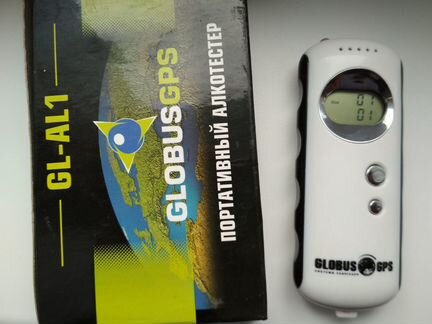 GL-AL1
GLOBUSGPS
ПОРТАТИВНЫЙ АЛКОТЕСТЕР
GLOBUS GPS